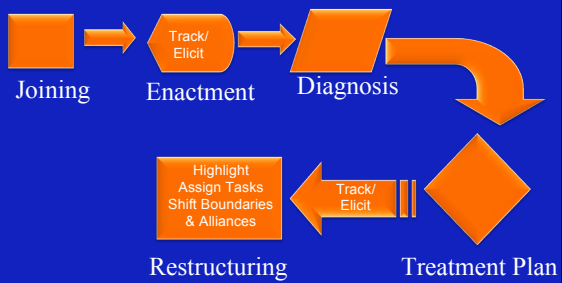 Track/
Elicit
Joining
Enactment
Diagnosis
Highlight
Assign Tasks
Shift Boundaries
& Alliances
Track/
Elicit
Restructuring
Treatment Plan